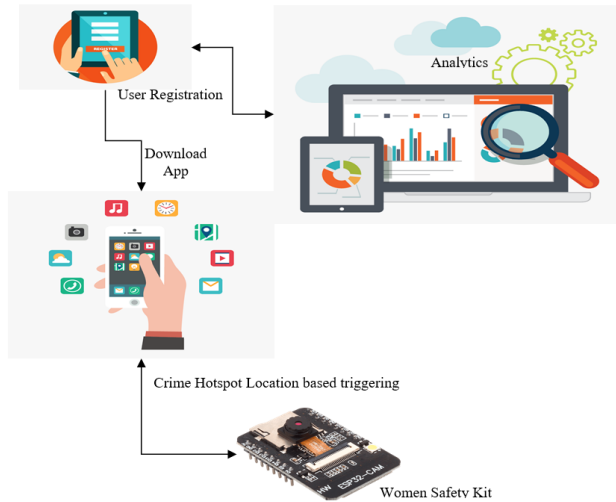 REGISTER
Analytics
User Registration
Download
App
Crime Hotspot Location based triggering
ESP32-CAM
Women Safety Kit